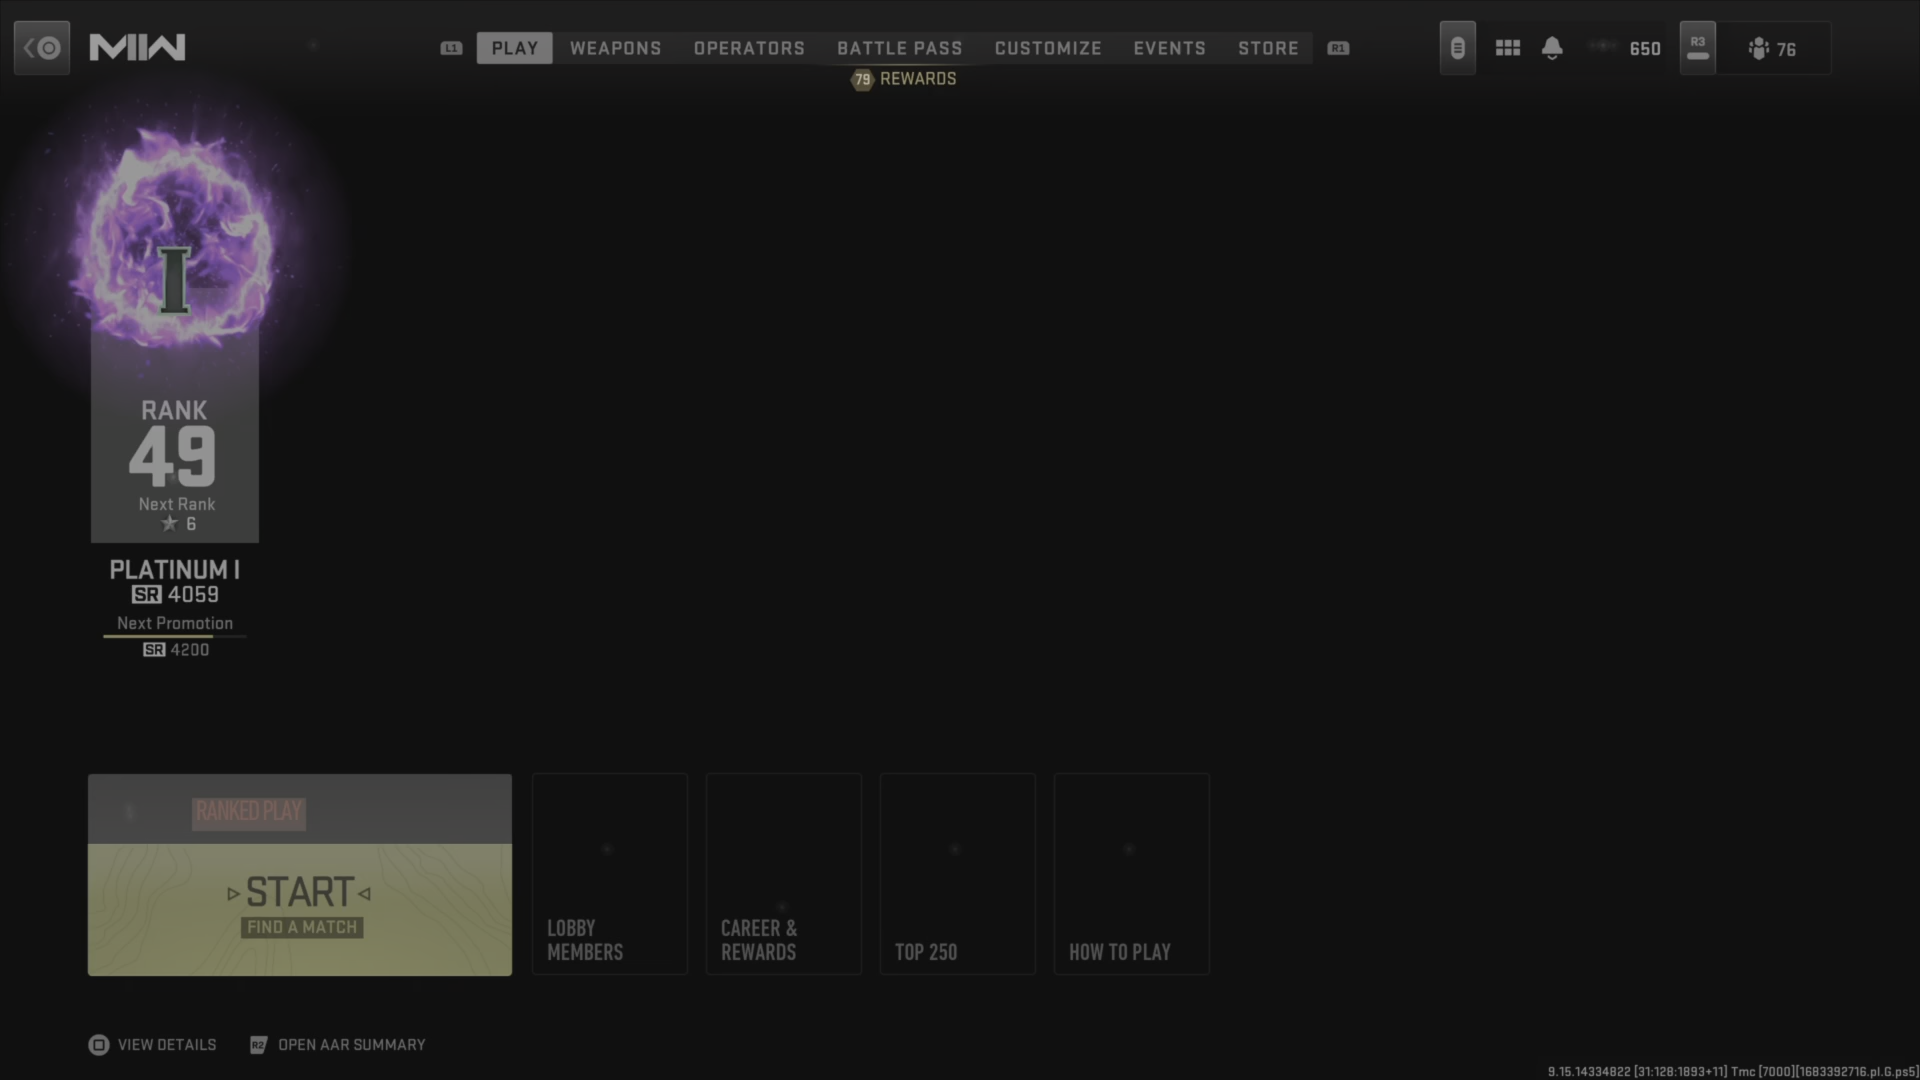 MIIW
L1 PLAY WEAPONS OPERATORS BATTLE PASS CUSTOMIZE EVENTS STORE R1
650
R3
76
79 REWARDS
I
RANK
49
Next Rank
6
PLATINUM I
SR 4059
Next Promotion
SR 4200
RANKED PLAY
START
FIND A MATCH
LOBBY
MEMBERS
CAREER &
REWARDS
TOP 250
HOW TO PLAY
VIEW DETAILS
R2 OPEN AAR SUMMARY
9.15.14334822 [31:128:1893+11] Tmc [7000][1683392716.pl.G.ps5]